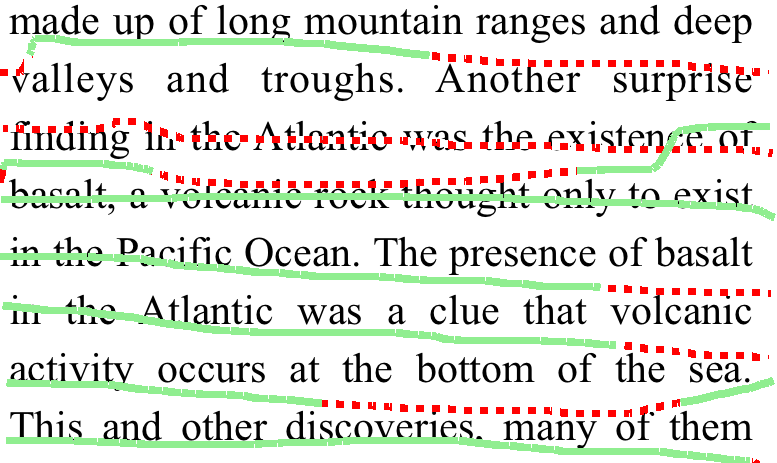 made up of long mountain ranges and deep
valleys and troughs. Another surprise
finding in the Atlantic was the existence of
basalt, a volcanic rock thought only to exist
in the Pacific Ocean. The presence of basalt
in the Atlantic was a clue that volcanic
activity occurs at the bottom of the sea.
This and other discoveries, many of them